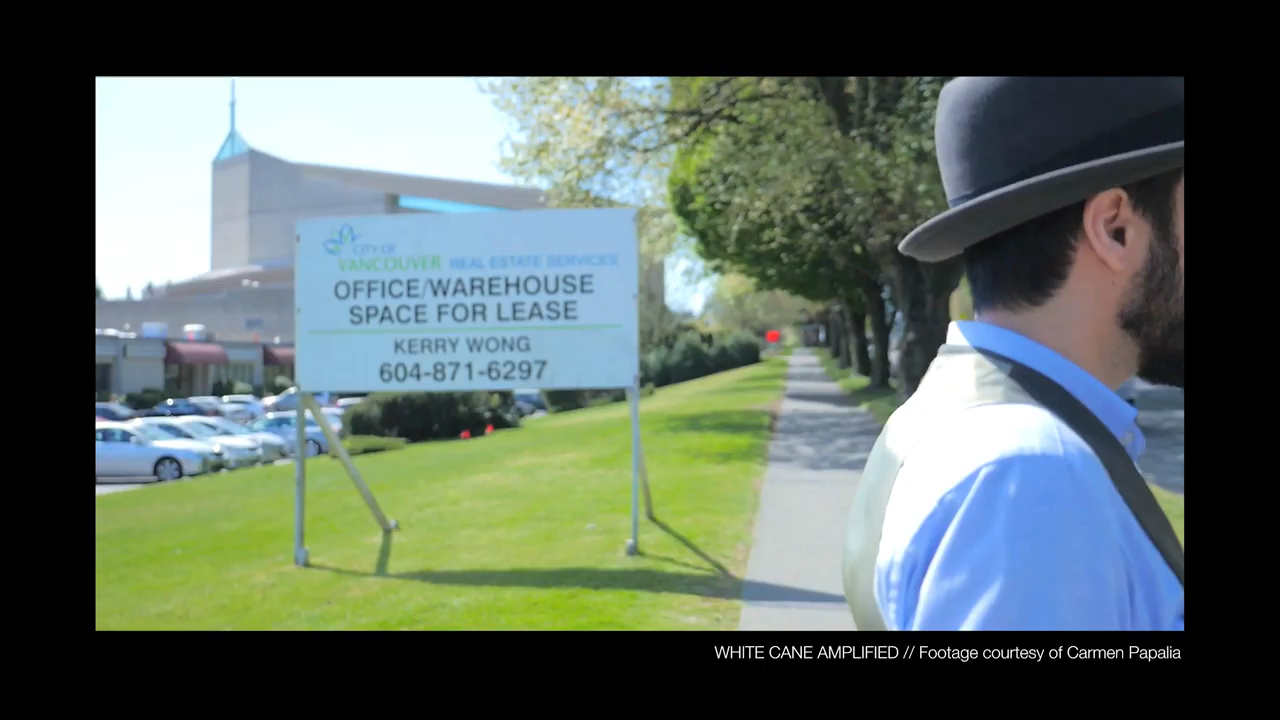 CITY OF
VANCOUVER REAL ESTATE SERVICES
OFFICE/WAREHOUSE
SPACE FOR LEASE
KERRY WONG
604-871-6297
WHITE CANE AMPLIFIED // Footage courtesy of Carmen Papalia